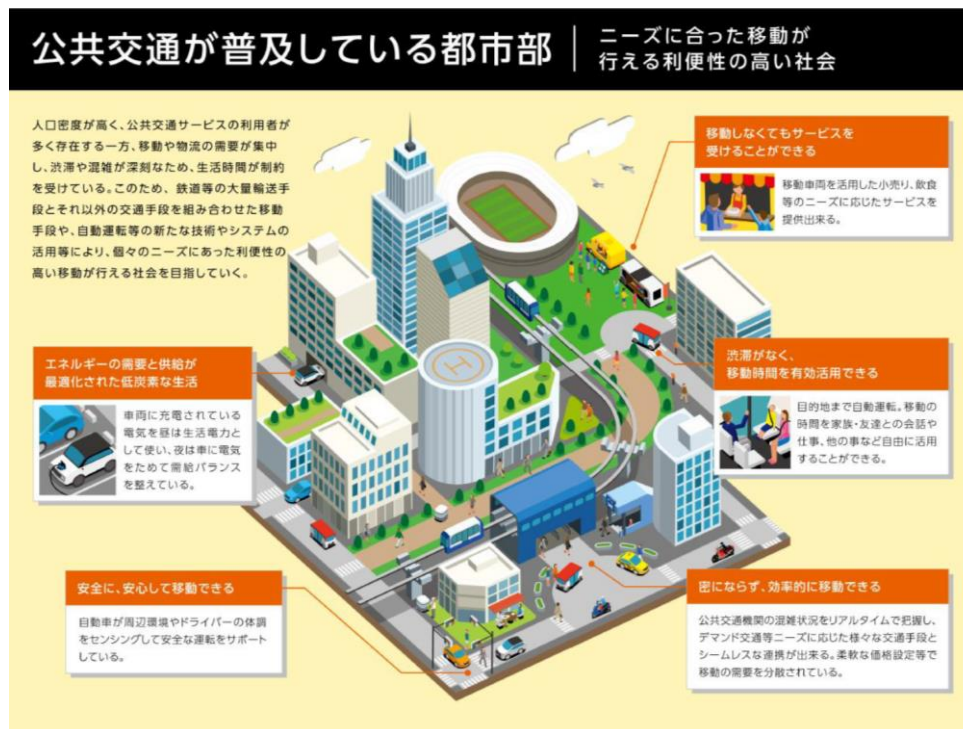 公共交通が普及している都市部
ニーズに合った移動が
行える利便性の高い社会
人口密度が高く、公共交通サービスの利用者が
多く存在する一方、移動や物流の需要が集中
し、渋滞や混雑が深刻なため、生活時間が制約
を受けている。このため、鉄道等の大量輸送手
段とそれ以外の交通手段を組み合わせた移動
手段や、自動運転等の新たな技術やシステムの
活用等により、個々のニーズにあった利便性の
高い移動が行える社会を目指していく。
移動しなくてもサービスを
受けることができる
移動車両を活用した小売り、飲食
等のニーズに応じたサービスを
提供出来る。
エネルギーの需要と供給が
最適化された低炭素な生活
車両に充電されている
電気を昼は生活電力と
して使い、夜は車に電気
をためて需給バランス
を整えている。
渋滞がなく、
移動時間を有効活用できる
目的地まで自動運転。移動の
時間を家族・友達との会話や
仕事、他の事など自由に活用
することができる。
H
安全に、安心して移動できる
自動車が周辺環境やドライバーの体調
をセンシングして安全な運転をサポート
している。
密にならず、効率的に移動できる
公共交通機関の混雑状況をリアルタイムで把握し、
デマンド交通等ニーズに応じた様々な交通手段と
シームレスな連携が出来る。柔軟な価格設定等で
移動の需要を分散されている。